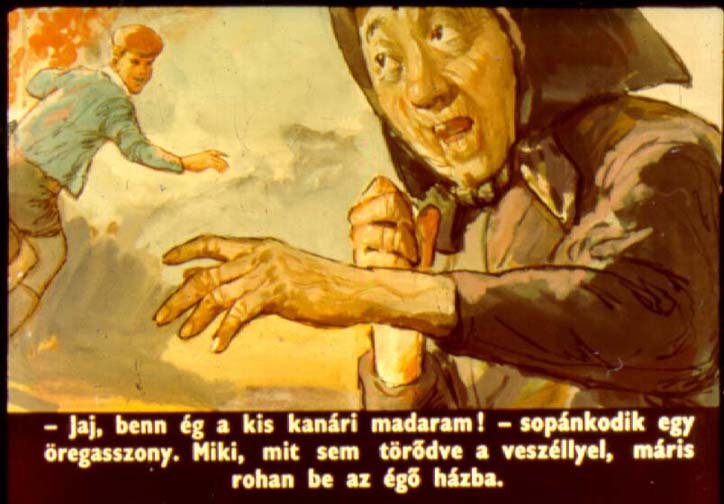 – Jaj, benn ég a kis kanári madaram! – sopánkodik egy
öregasszony. Miki, mit sem törődve a veszéllyel, máris
rohan be az égő házba.